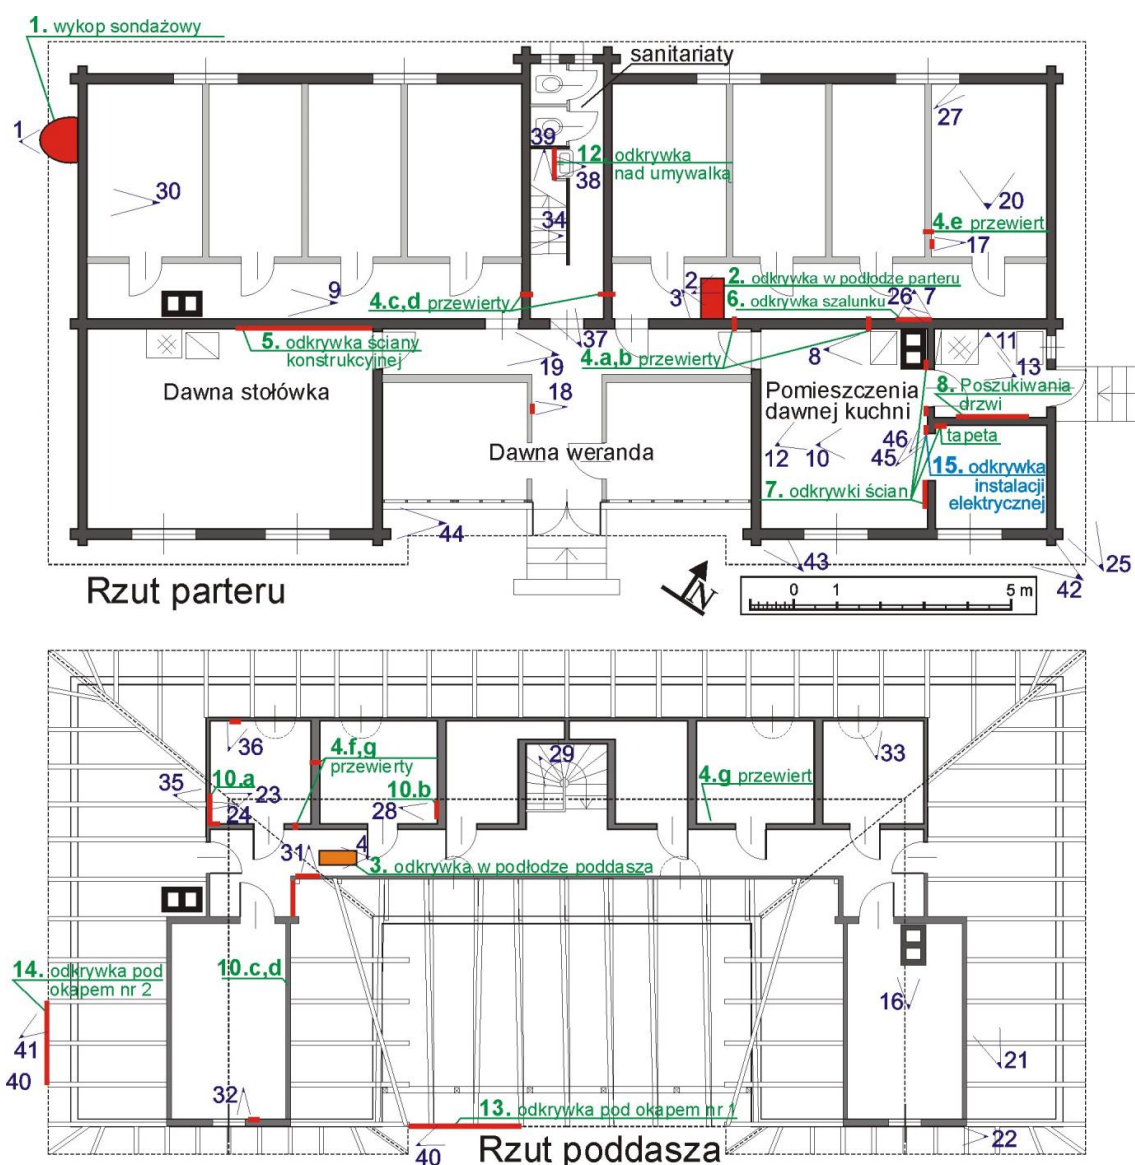 1. wykop sondażowy
sanitariaty
1
27
39
12. odkrywka
nad umywalką
38
30
20
34
4.e przewiert
17
2
2. odkrywka w podłodze parteru
9
3
4.c,d przewierty
6. odkrywka szalunku
26
7
5. odkrywka ściany
konstrukcyjnej
37
19
4.a,b przewierty
8
11
13
Dawna stołówka
18
Pomieszczenia
dawnej kuchni
8. Poszukiwania
drzwi
Dawna weranda
12
10
46
45
tapeta
15. odkrywka
instalacji
elektrycznej
7. odkrywki ścian
44
43
25
42
Rzut parteru
N
0
1
5 m
36
4.f,g
przewierty
29
33
35
10.a
23
24
10.b
28
4.g przewiert
31
4
3. odkrywka w podłodze poddasza
14. odkrywka pod
okapem nr 2
10.c,d
16
41
40
21
32
13. odkrywka pod okapem nr 1
22
40
Rzut poddasza